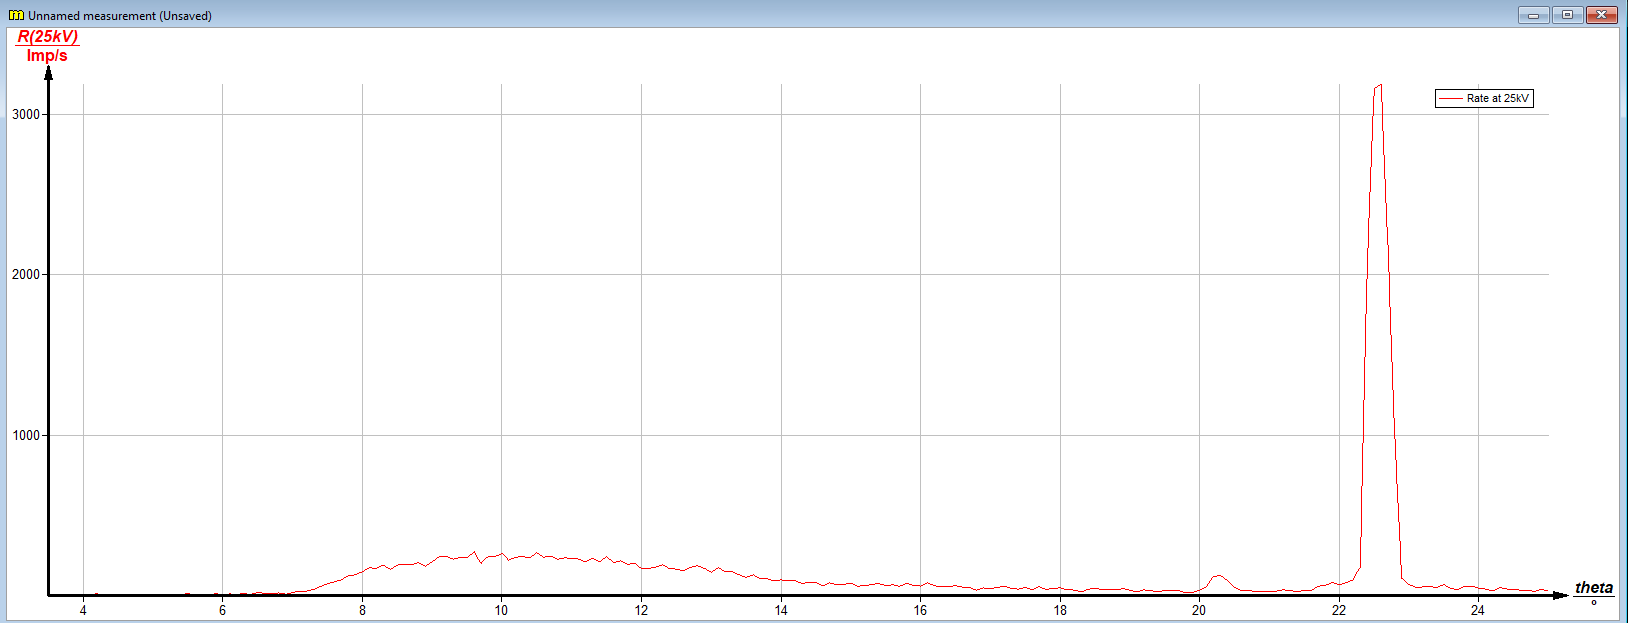 Unnamed measurement (Unsaved)
R(25kV)
Imp/s
3000
Rate at 25kV
2000
1000
theta
°
4 6 8 10 12 14 16 18 20 22 24